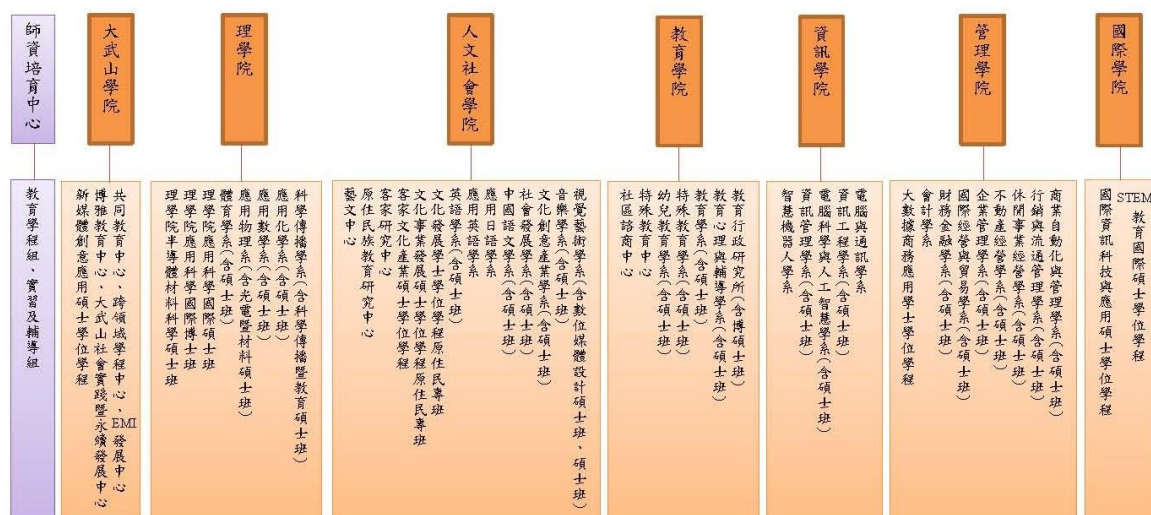 國際學院
STEM教育國際碩士學位學程
國際資訊科技與應用碩士學位學程
管理學院
商業自動化與管理學系(含碩士班)
行銷與流通管理學系(含碩士班)
休閒事業經營學系(含碩士班)
不動產經營學系(含碩士班)
企業管理學系(含碩士班)
國際經營與貿易學系(含碩士班)
財務金融學系(含碩士班)
會計學系
大數據商務應用學士學位學程
資訊學院
電腦與通訊學系
資訊工程學系(含碩士班)
電腦科學與人工智慧學系(含碩士班)
資訊管理學系(含碩士班)
智慧機器人學系
教育學院
教育行政研究所(含博碩士班)
教育心理與輔導學系(含碩士班)
教育學系(含碩士班)
特殊教育學系(含碩士班)
幼兒教育學系(含碩士班)
特殊教育中心
社區諮商中心
人文社會學院
視覺藝術學系(含數位媒體設計碩士班、碩士班)
音樂學系(含碩士班)
文化創意產業學系(含碩士班)
社會發展學系(含碩士班)
中國語文學系(含碩士班)
應用日語學系
應用英語學系
英語學系(含碩士班)
文化發展學士學位學程原住民專班
文化事業發展碩士學位學程原住民專班
客家文化產業碩士學位學程
客家研究中心
原住民族教育研究中心
藝文中心
理學院
科學傳播學系(含科學傳播暨教育碩士班)
應用化學系(含碩士班)
應用數學系(含碩士班)
應用物理系(含光電暨材料碩士班)
體育學系(含碩士班)
理學院應用科學國際碩士班
理學院應用科學國際博士班
理學院半導體材料科學碩士班
大武山學院
共同教育中心、跨領域學程中心、EMI發展中心
博雅教育中心、大武山社會實踐暨永續發展中心
新媒體創意應用碩士學位學程
師資培育中心
教育學程組、實習及輔導組